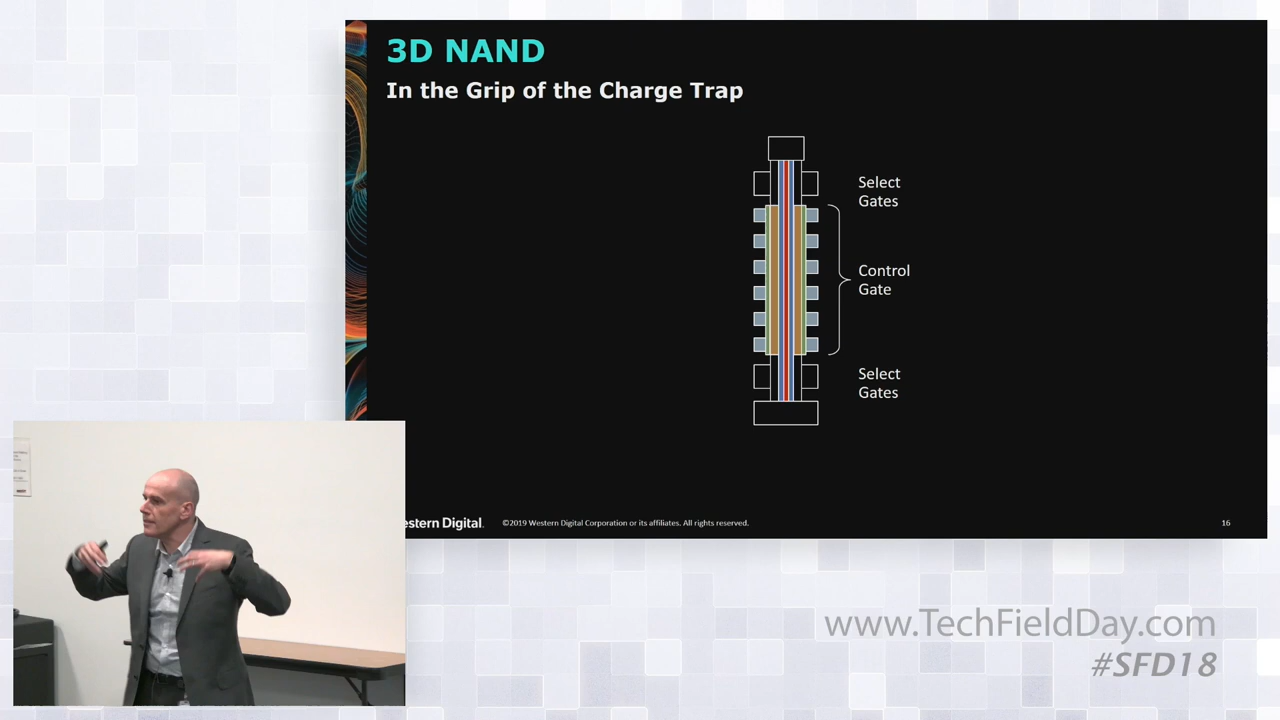 3D NAND
In the Grip of the Charge Trap
Select
Gates
Control
Gate
Select
Gates
estern Digital.
©2019 Western Digital Corporation or its affiliates. All rights reserved.
16
www.TechFieldDay.com
#SFD18